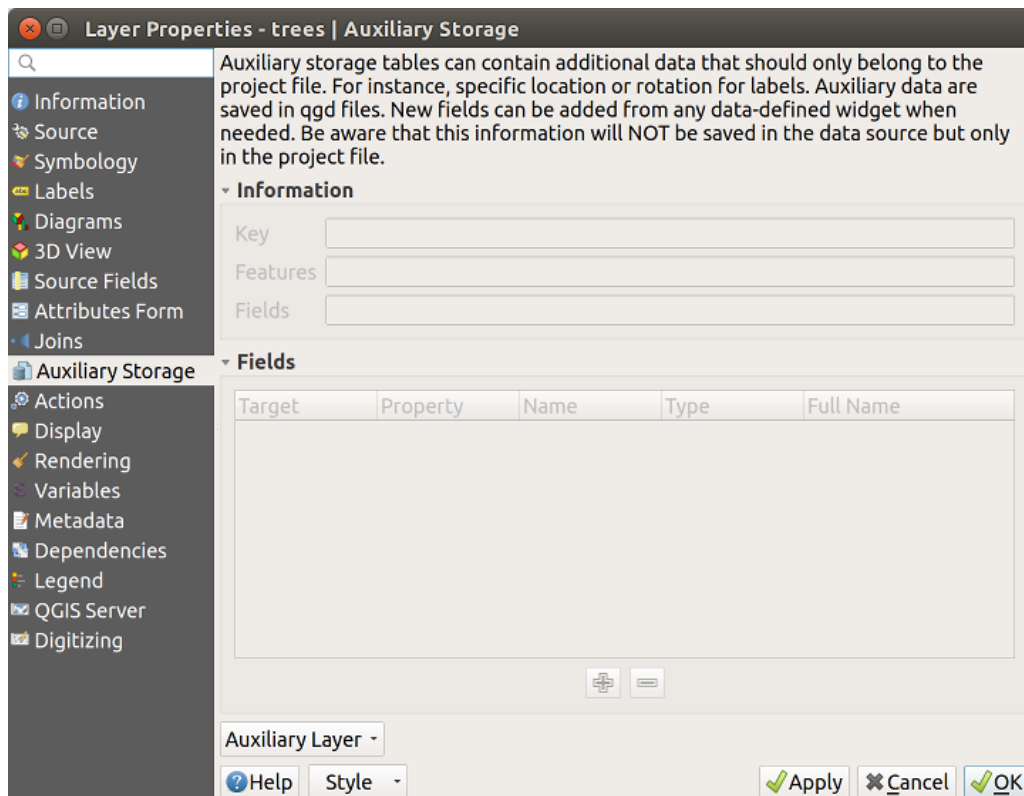 Layer Properties - trees | Auxiliary Storage
Information
Source
Symbology
Labels
Diagrams
3D View
Source Fields
Attributes Form
Joins
Auxiliary Storage
Actions
Display
Rendering
Variables
Metadata
Dependencies
Legend
QGIS Server
Digitizing
Auxiliary storage tables can contain additional data that should only belong to the
project file. For instance, specific location or rotation for labels. Auxiliary data are
saved in qgd files. New fields can be added from any data-defined widget when
needed. Be aware that this information will NOT be saved in the data source but only
in the project file.
Information
Key
Features
Fields
Fields
Target Property Name Type Full Name
Auxiliary Layer
Help Style Apply Cancel OK